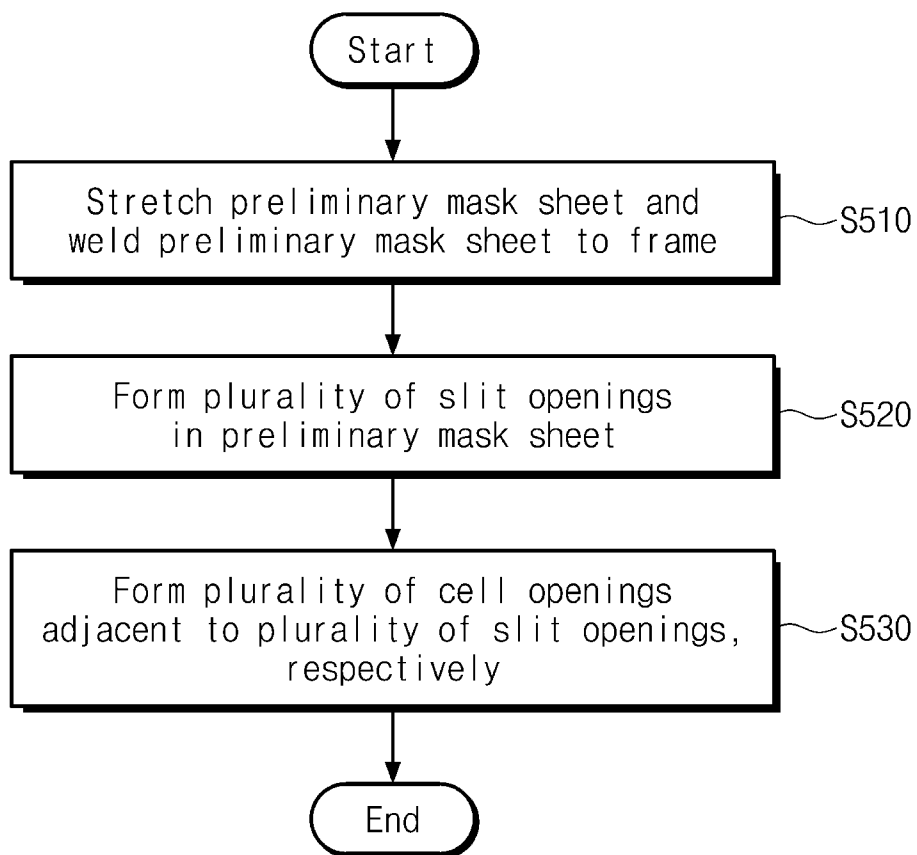 Start
Stretch preliminary mask sheet and
weld preliminary mask sheet to frame
S510
Form plurality of slit openings
in preliminary mask sheet
S520
Form plurality of cell openings
adjacent to plurality of slit openings,
respectively
S530
End